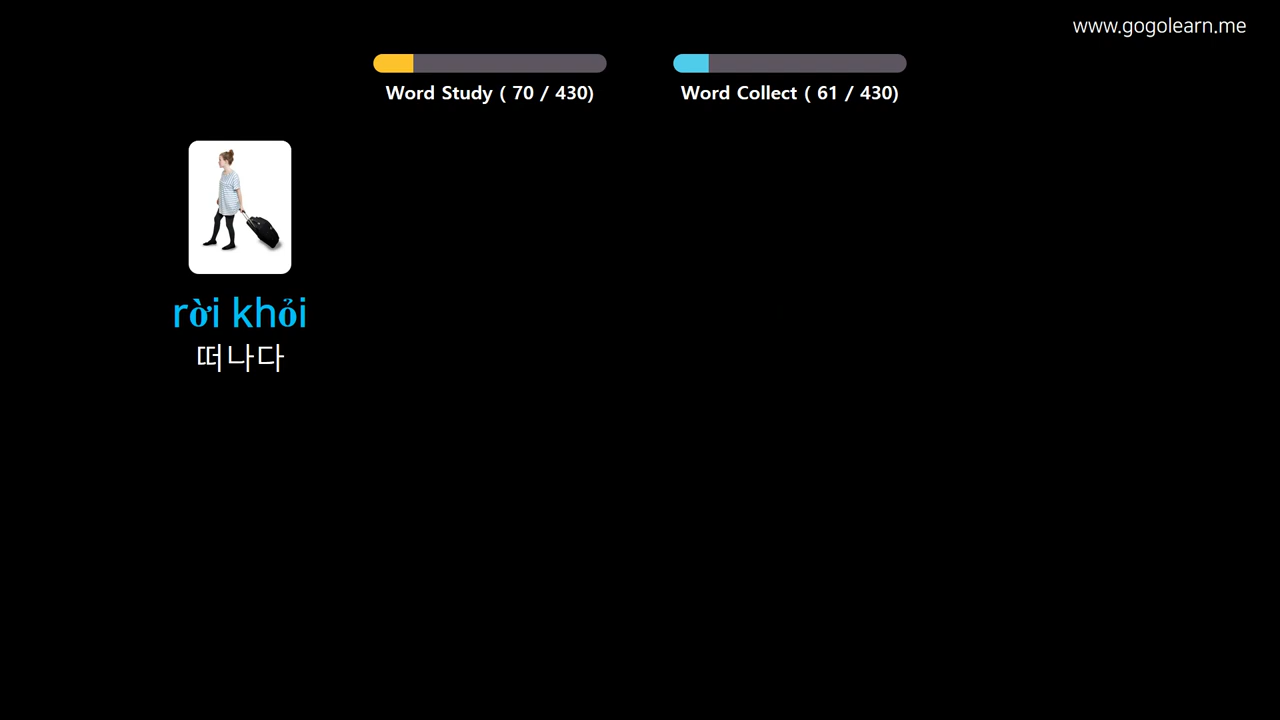 www.gogolearn.me
Word Study ( 70 / 430)
Word Collect ( 61 / 430)
rời khỏi
떠나다